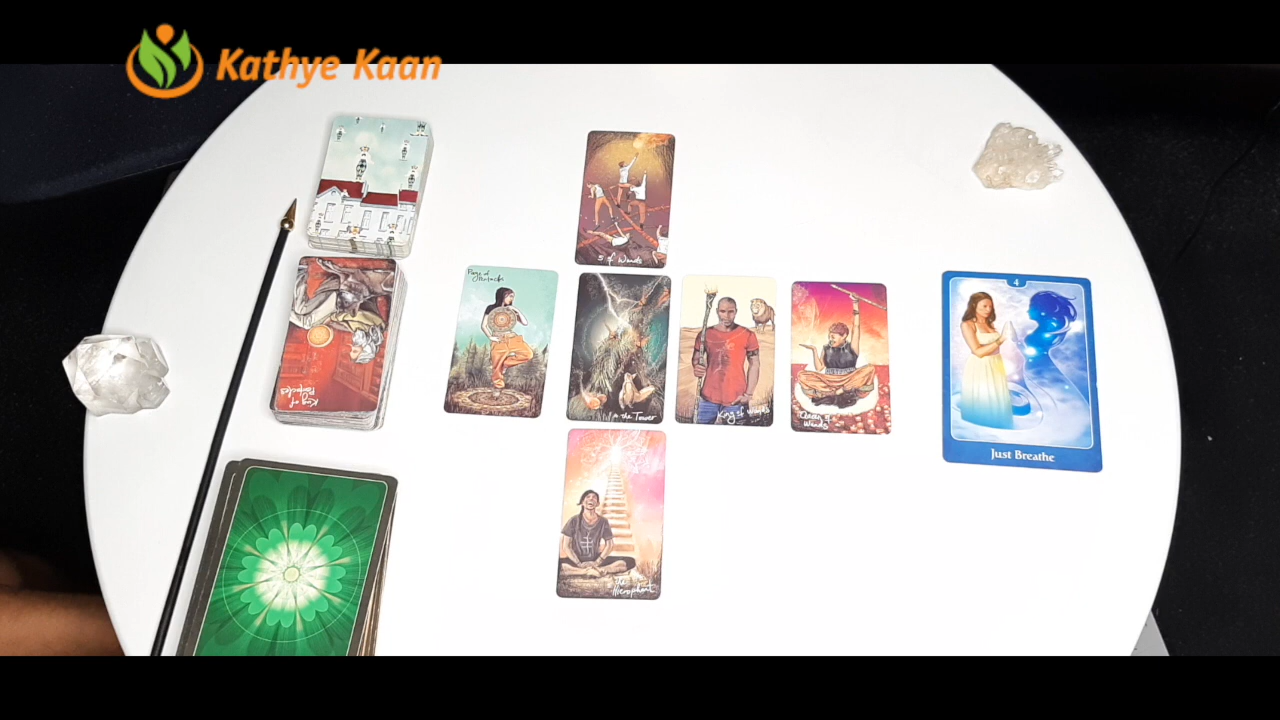 Kathye Kaan
5 of Wands
Page of
Pentacle
King of
Pentacles
the Tower
King of Wands
Queen of
Wands
4
Just Breathe
The
Hierophant